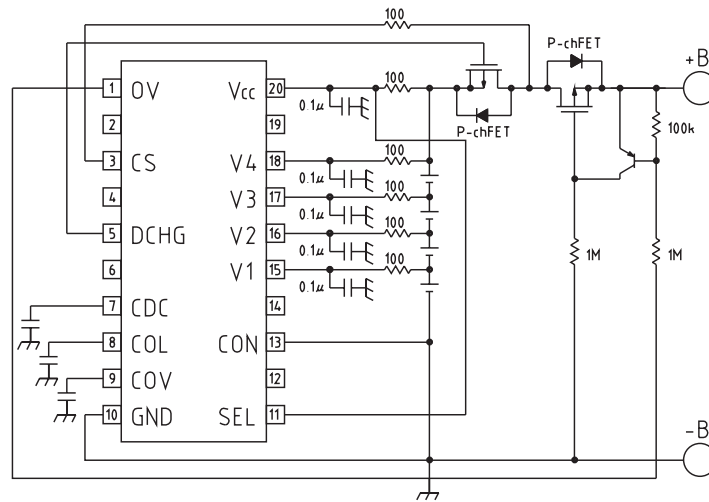 100
P-chFET
+B
1 OV
Vcc 20
0.1μ
100
2
19
P-chFET
100k
3 CS
V4 18
100
0.1μ
4
V3 17
100
0.1μ
5 DCHG
V2 16
100
0.1μ
6
V1 15
100
0.1μ
1M
1M
7 CDC
14
8 COL
CON 13
9 COV
12
10 GND
SEL 11
-B